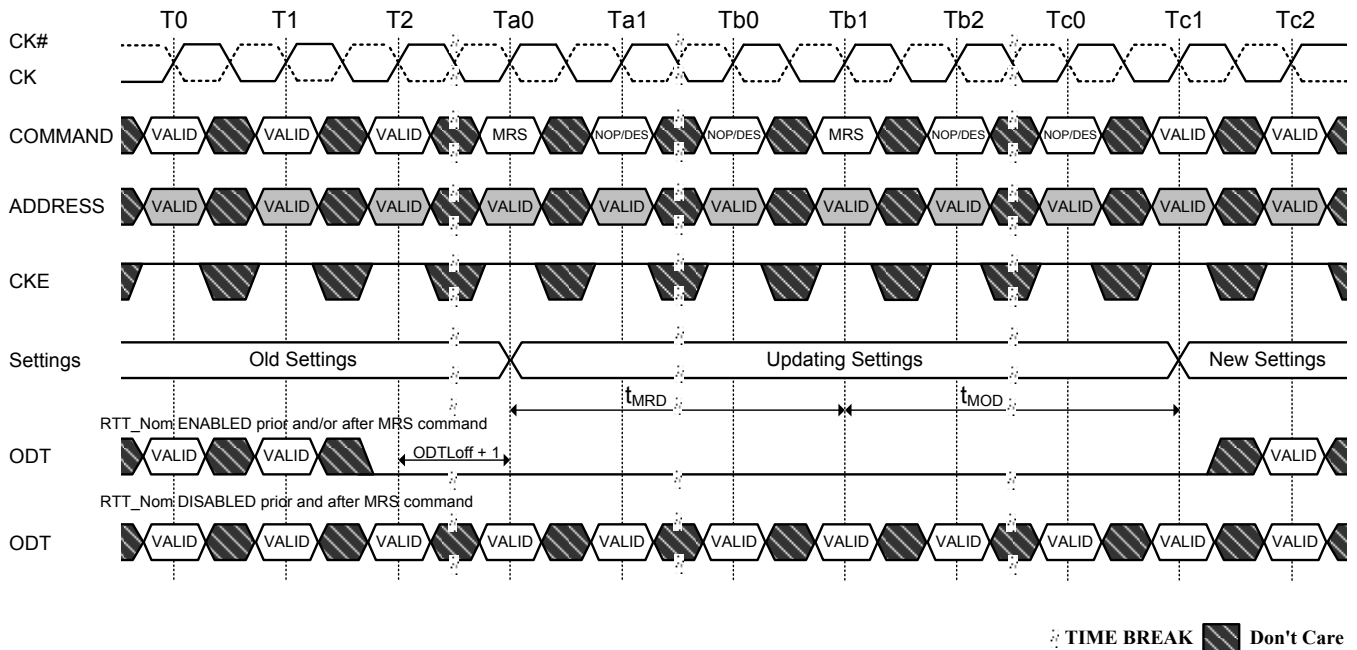 T0 T1 T2 Ta0 Ta1 Tb0 Tb1 Tb2 Tc0 Tc1 Tc2
CK#
CK
COMMAND VALID VALID VALID MRS NOP/DES NOP/DES MRS NOP/DES NOP/DES VALID VALID
ADDRESS VALID VALID VALID VALID VALID VALID VALID VALID VALID VALID VALID
CKE
Settings Old Settings Updating Settings New Settings
tMRD tMOD
RTT_Nom ENABLED prior and/or after MRS command
ODT VALID VALID ODTLoff + 1 VALID
RTT_Nom DISABLED prior and after MRS command
ODT VALID VALID VALID VALID VALID VALID VALID VALID VALID VALID VALID
TIME BREAK Don't Care